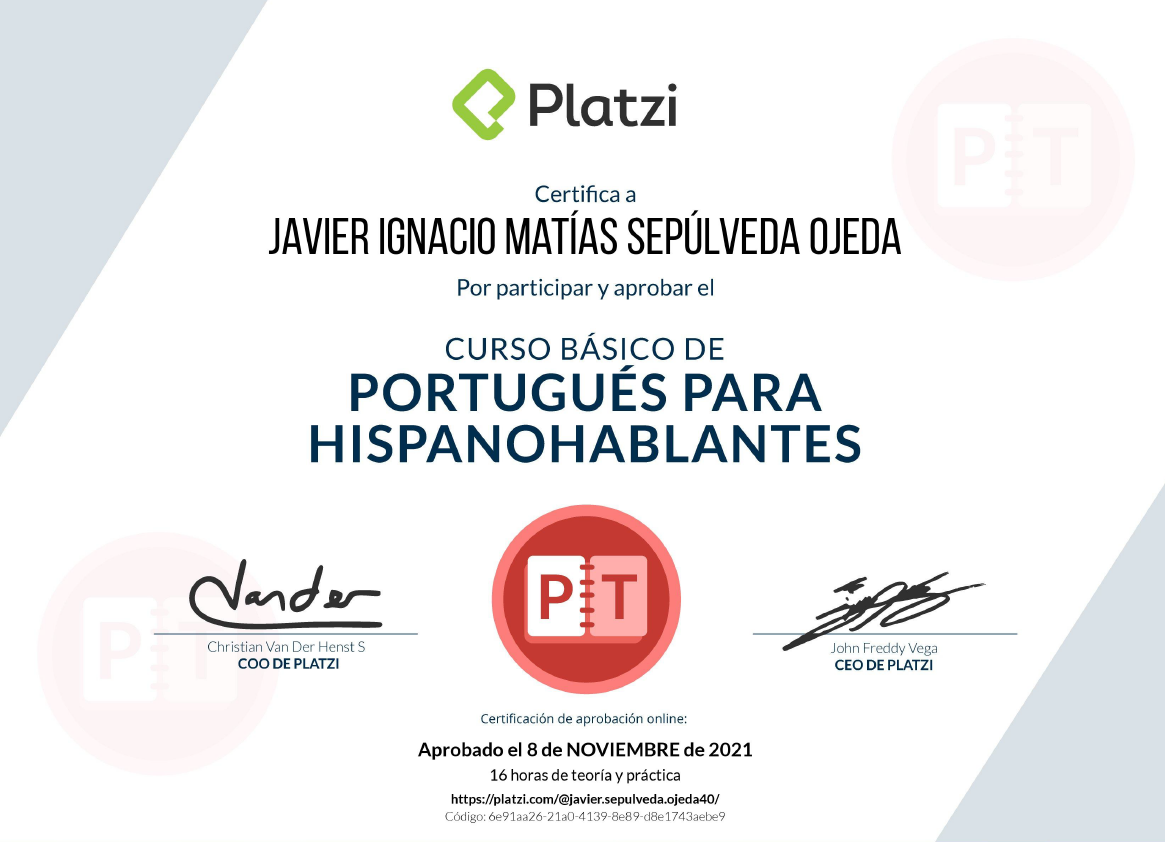 Platzi
Certifica a
JAVIER IGNACIO MATÍAS SEPÚLVEDA OJEDA
Por participar y aprobar el
CURSO BÁSICO DE
PORTUGUÉS PARA
HISPANOHABLANTES
P T
P T
P T
Vander
Christian Van Der Henst S
COO DE PLATZI
John Freddy Vega
CEO DE PLATZI
Certificación de aprobación online:
Aprobado el 8 de NOVIEMBRE de 2021
16 horas de teoría y práctica
https://platzi.com/@javier.sepulveda.ojeda40/
Código: 6e91aa26-21a0-4139-8e89-d8e1743aebe9